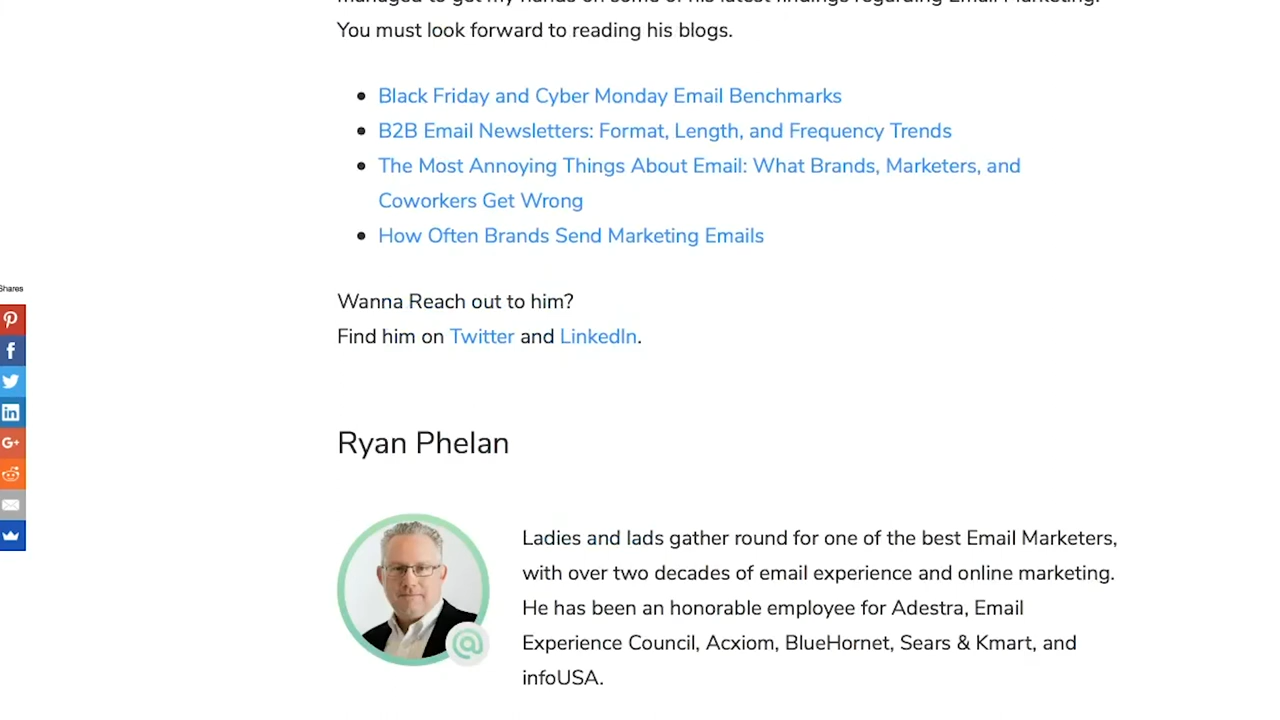 You must look forward to reading his blogs.
Black Friday and Cyber Monday Email Benchmarks
B2B Email Newsletters: Format, Length, and Frequency Trends
The Most Annoying Things About Email: What Brands, Marketers, and
Coworkers Get Wrong
How Often Brands Send Marketing Emails
Shares
Wanna Reach out to him?
Find him on Twitter and LinkedIn.
Ryan Phelan
Ladies and lads gather round for one of the best Email Marketers,
with over two decades of email experience and online marketing.
He has been an honorable employee for Adestra, Email
Experience Council, Acxiom, BlueHornet, Sears & Kmart, and
infoUSA.